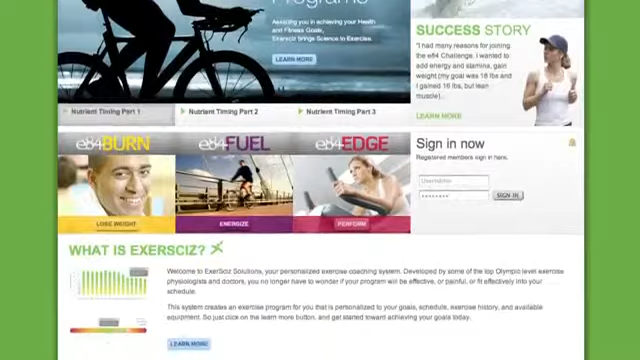 Programs
Assisting you in achieving your Health
and Fitness Goals,
Exersciz brings Science to Exercise.
LEARN MORE
SUCCESS STORY
"I had many reasons for joining
the e84 Challenge. I wanted to
add energy and stamina, gain
weight (my goal was 18 lbs and
I gained 16 lbs, but lean
muscle)..
LEARN MORE
Nutrient Timing Part 1
Nutrient Timing Part 2
Nutrient Timing Part 3
e84BURN
e84FUEL
e84EDGE
Sign in now
Registered members sign in here.
Username
SIGN IN
LOSE WEIGHT
ENERGIZE
PERFORM
WHAT IS EXERSCIZ?
Welcome to ExerSciz Solutions, your personalized exercise coaching system. Developed by some of the top Olympic level exercise
physiologists and doctors, you no longer have to wonder if your program will be effective, or painful, or fit effectively into your
schedule.
This system creates an exercise program for you that is personalized to your goals, schedule, exercise history, and available
equipment. So just click on the learn more button, and get started toward achieving your goals today.
LEARN MORE